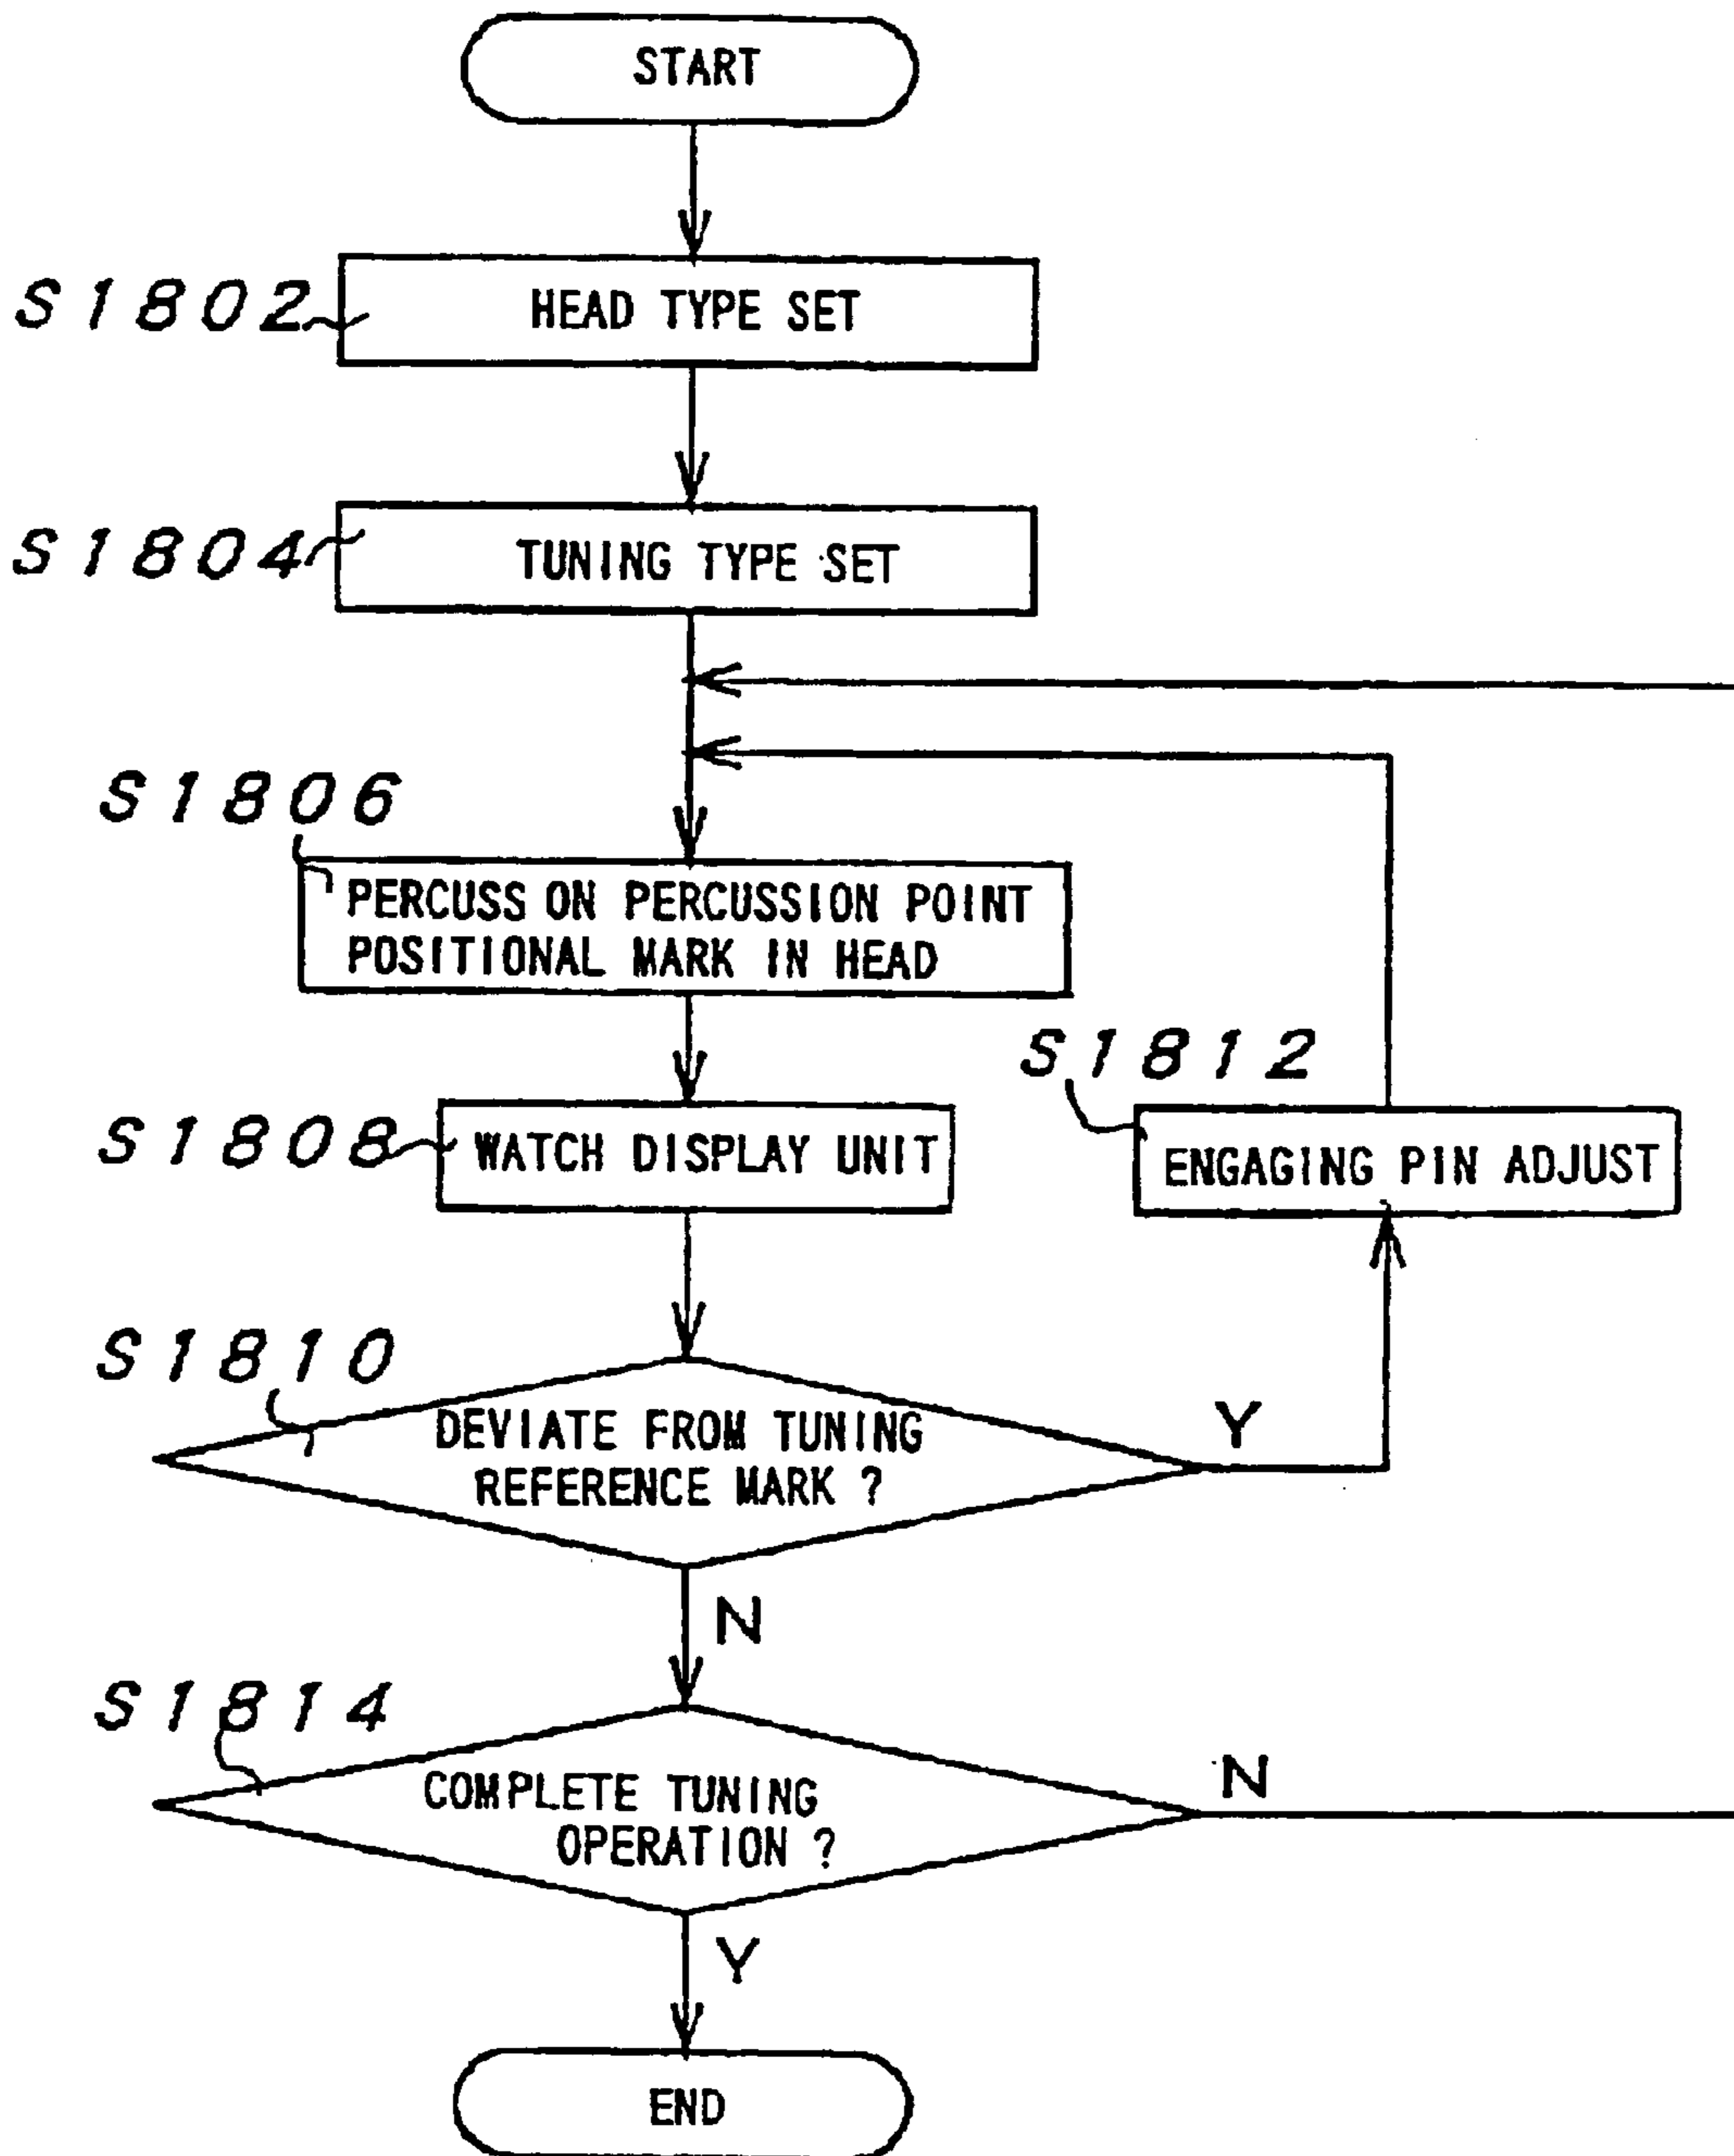 START
S1802
HEAD TYPE SET
S1804
TUNING TYPE SET
S1806
PERCUSS ON PERCUSSION POINT
POSITIONAL MARK IN HEAD
S1812
S1808
WATCH DISPLAY UNIT
ENGAGING PIN ADJUST
S1810
DEVIATE FROM TUNING
REFERENCE MARK ?
Y
N
S1814
COMPLETE TUNING
OPERATION ?
N
Y
END